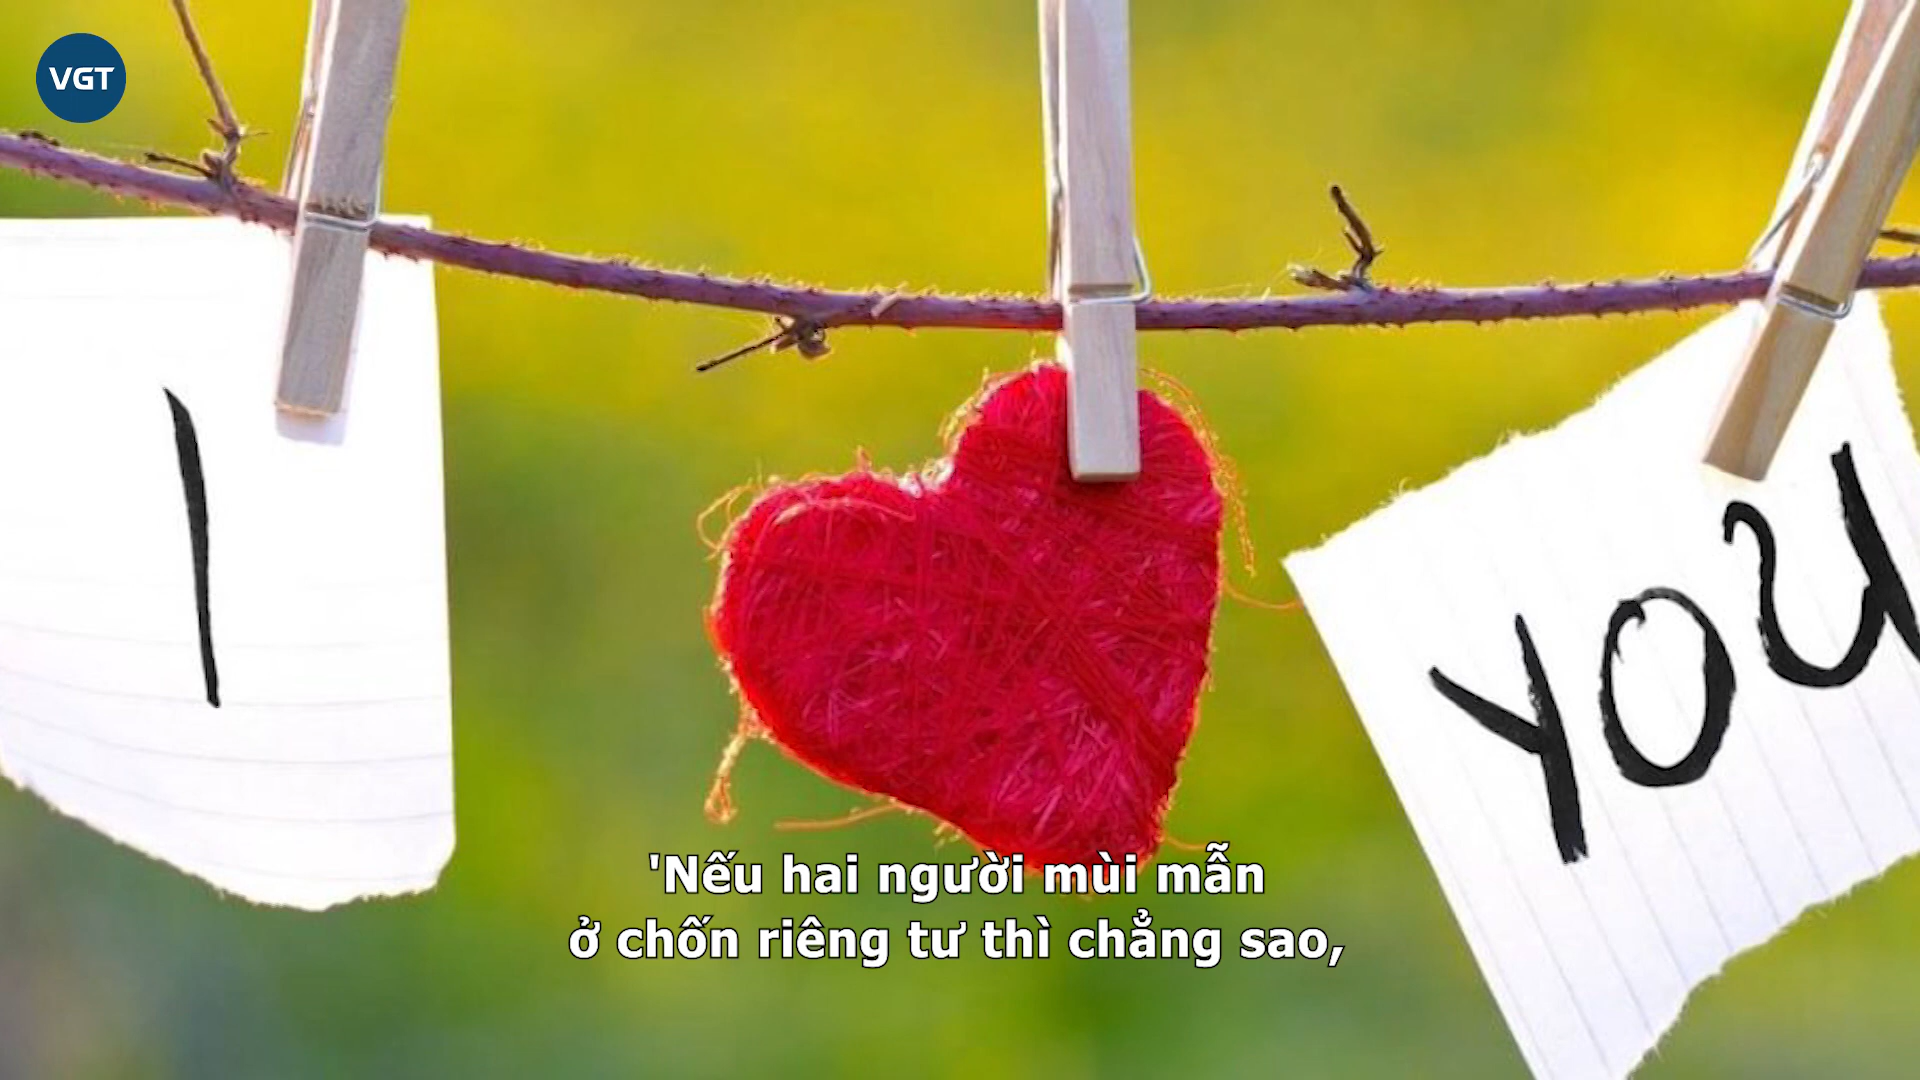 VGT
I
YOU
'Nếu hai người mùi mẫn
ở chốn riêng tư thì chẳng sao,